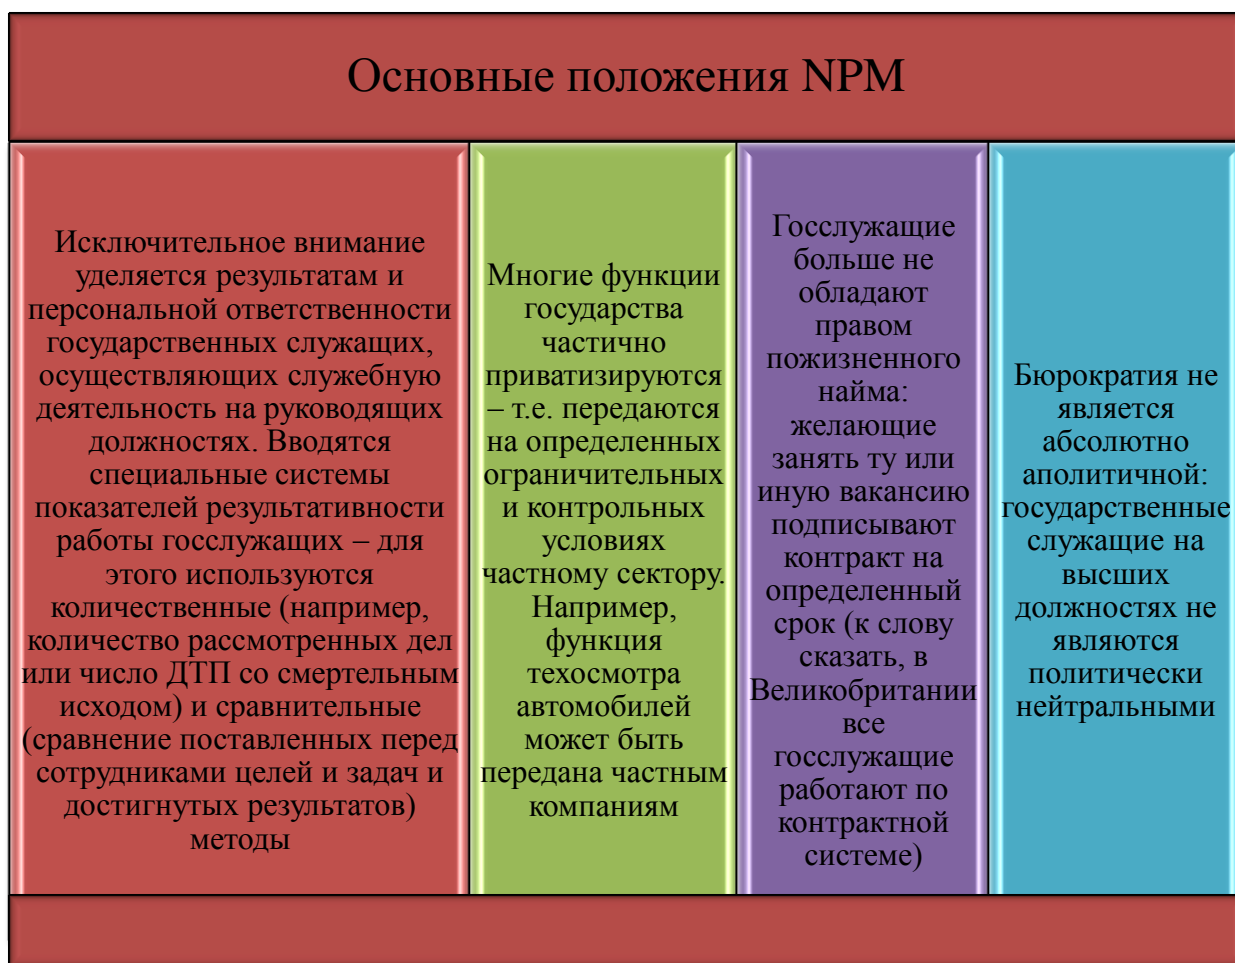 Основные положения NPM
Исключительное внимание
уделяется результатам и
персональной ответственности
государственных служащих,
осуществляющих служебную
деятельность на руководящих
должностях. Вводятся
специальные системы
показателей результативности
работы госслужащих – для
этого используются
количественные (например,
количество рассмотренных дел
или число ДТП со смертельным
исходом) и сравнительные
(сравнение поставленных перед
сотрудниками целей и задач и
достигнутых результатов)
методы
Многие функции
государства
частично
приватизируются
– т.е. передаются
на определенных
ограничительных
и контрольных
условиях
частному сектору.
Например,
функция
техосмотра
автомобилей
может быть
передана частным
компаниям
Госслужащие
больше не
обладают
правом
пожизненного
найма:
желающие
занять ту или
иную вакансию
подписывают
контракт на
определенный
срок (к слову
сказать, в
Великобритании
все
госслужащие
работают по
контрактной
системе)
Бюрократия не
является
абсолютно
аполитичной:
государственные
служащие на
высших
должностях не
являются
политически
нейтральными